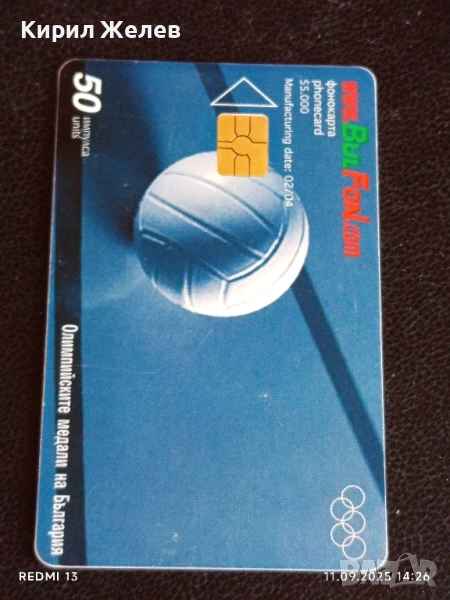 Кирил Желев
www.BulFon.com
фонокарта
phonecard
55.000
Manufacturing date: 02/04
50 импулса
units
Олимпийските медали на България
BAZAR
REDMI 13
11.09.2025 14:26